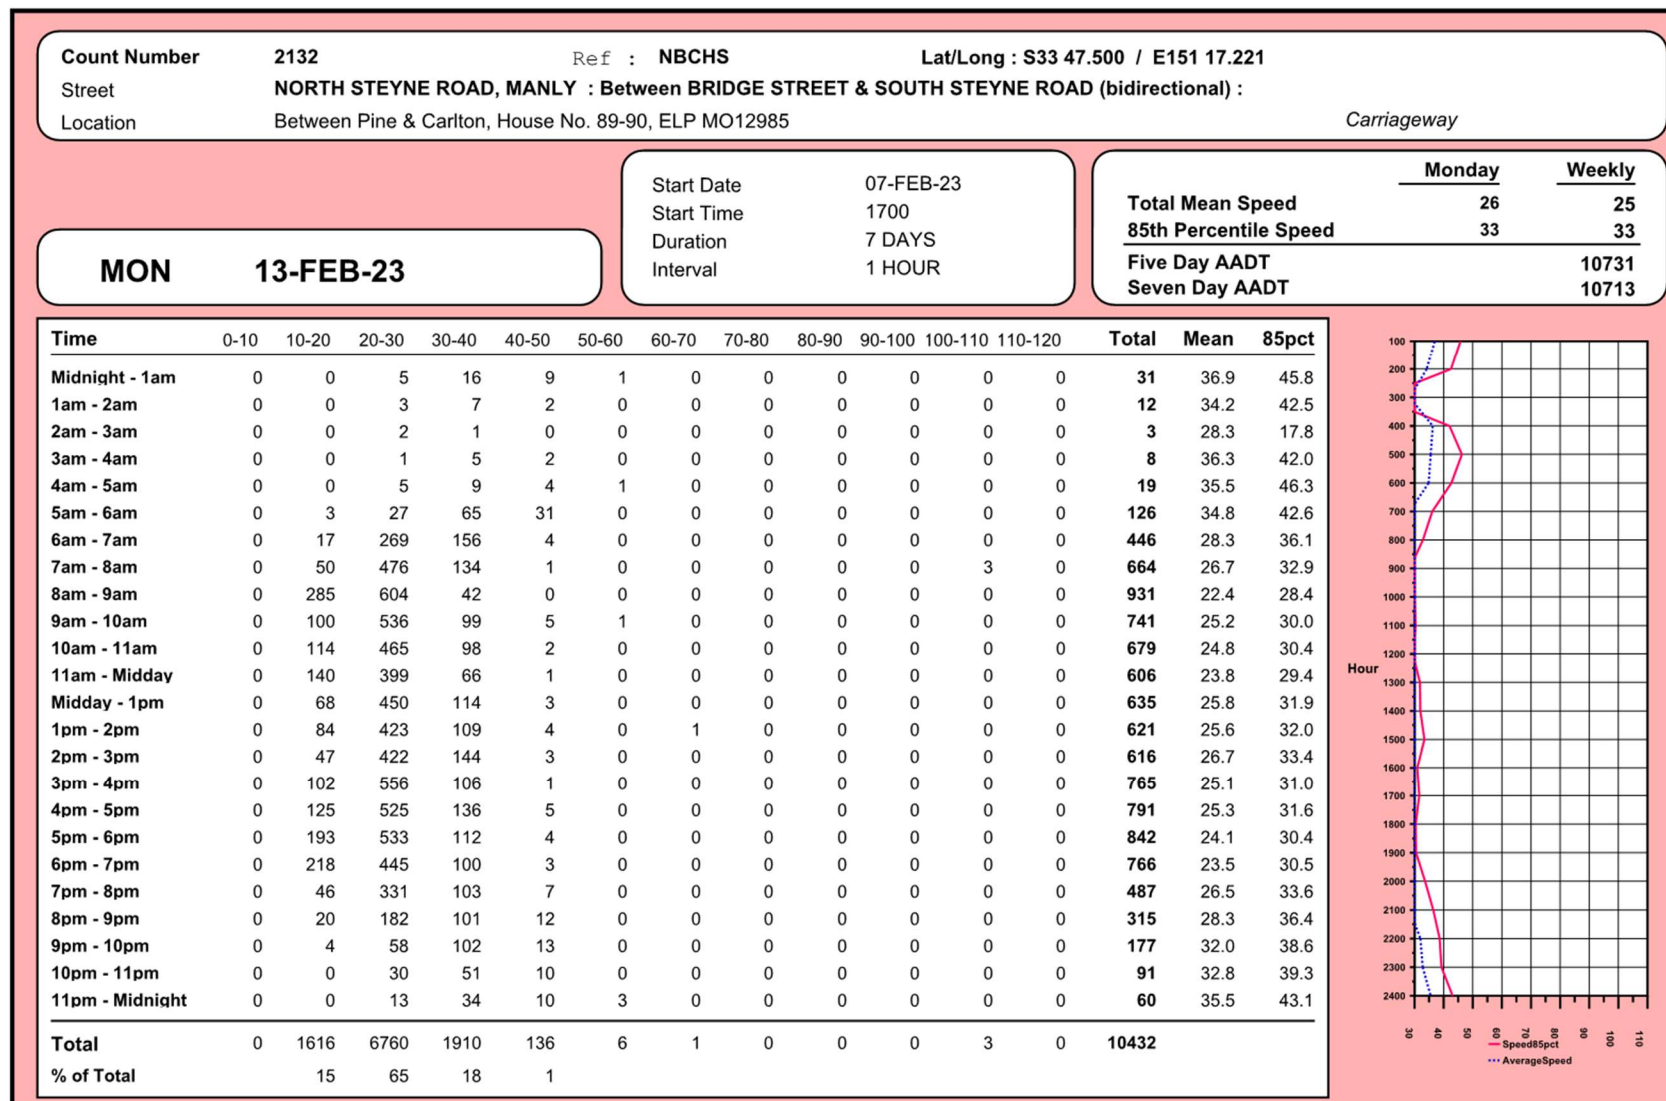 Count Number 2132 Ref : NBCHS Lat/Long : S33 47.500 / E151 17.221
Street NORTH STEYNE ROAD, MANLY : Between BRIDGE STREET & SOUTH STEYNE ROAD (bidirectional) :
Location Between Pine & Carlton, House No. 89-90, ELP MO12985 Carriageway
MON 13-FEB-23
Start Date 07-FEB-23
Start Time 1700
Duration 7 DAYS
Interval 1 HOUR
Monday Weekly
Total Mean Speed 26 25
85th Percentile Speed 33 33
Five Day AADT 10731
Seven Day AADT 10713
Time 0-10 10-20 20-30 30-40 40-50 50-60 60-70 70-80 80-90 90-100 100-110 110-120 Total Mean 85pct
Midnight - 1am 0 0 5 16 9 1 0 0 0 0 0 0 31 36.9 45.8
1am - 2am 0 0 3 7 2 0 0 0 0 0 0 0 12 34.2 42.5
2am - 3am 0 0 2 1 0 0 0 0 0 0 0 0 3 28.3 17.8
3am - 4am 0 0 1 5 2 0 0 0 0 0 0 0 8 36.3 42.0
4am - 5am 0 0 5 9 4 1 0 0 0 0 0 0 19 35.5 46.3
5am - 6am 0 3 27 65 31 0 0 0 0 0 0 0 126 34.8 42.6
6am - 7am 0 17 269 156 4 0 0 0 0 0 0 0 446 28.3 36.1
7am - 8am 0 50 476 134 1 0 0 0 0 0 3 0 664 26.7 32.9
8am - 9am 0 285 604 42 0 0 0 0 0 0 0 0 931 22.4 28.4
9am - 10am 0 100 536 99 5 1 0 0 0 0 0 0 741 25.2 30.0
10am - 11am 0 114 465 98 2 0 0 0 0 0 0 0 679 24.8 30.4
11am - Midday 0 140 399 66 1 0 0 0 0 0 0 0 606 23.8 29.4
Midday - 1pm 0 68 450 114 3 0 0 0 0 0 0 0 635 25.8 31.9
1pm - 2pm 0 84 423 109 4 0 1 0 0 0 0 0 621 25.6 32.0
2pm - 3pm 0 47 422 144 3 0 0 0 0 0 0 0 616 26.7 33.4
3pm - 4pm 0 102 556 106 1 0 0 0 0 0 0 0 765 25.1 31.0
4pm - 5pm 0 125 525 136 5 0 0 0 0 0 0 0 791 25.3 31.6
5pm - 6pm 0 193 533 112 4 0 0 0 0 0 0 0 842 24.1 30.4
6pm - 7pm 0 218 445 100 3 0 0 0 0 0 0 0 766 23.5 30.5
7pm - 8pm 0 46 331 103 7 0 0 0 0 0 0 0 487 26.5 33.6
8pm - 9pm 0 20 182 101 12 0 0 0 0 0 0 0 315 28.3 36.4
9pm - 10pm 0 4 58 102 13 0 0 0 0 0 0 0 177 32.0 38.6
10pm - 11pm 0 0 30 51 10 0 0 0 0 0 0 0 91 32.8 39.3
11pm - Midnight 0 0 13 34 10 3 0 0 0 0 0 0 60 35.5 43.1
Total 0 1616 6760 1910 136 6 1 0 0 0 3 0 10432
% of Total 15 65 18 1
100
200
300
400
500
600
700
800
900
1000
1100
1200
Hour
1300
1400
1500
1600
1700
1800
1900
2000
2100
2200
2300
2400
30 40 50 60 70 80 90 100 110
Speed85pct
AverageSpeed